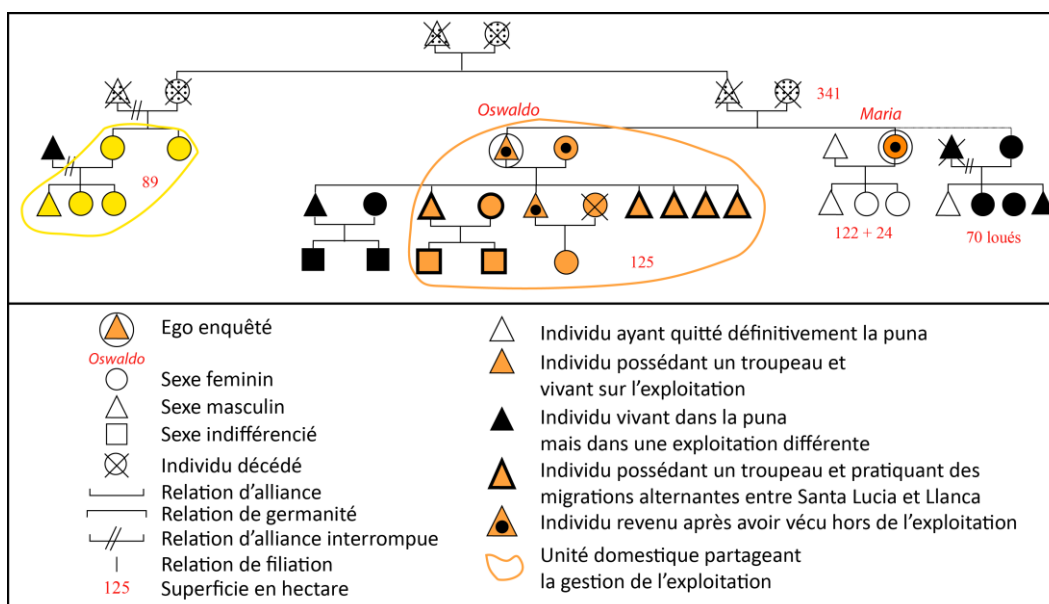 341
Oswaldo
Maria
89
125
122 + 24
70 loués
Ego enquêté
Oswaldo
Sexe feminin
Sexe masculin
Sexe indifférencié
Individu décédé
Relation d'alliance
Relation de germanité
Relation d'alliance interrompue
Relation de filiation
125 Superficie en hectare
Individu ayant quitté définitivement la puna
Individu possédant un troupeau et
vivant sur l'exploitation
Individu vivant dans la puna
mais dans une exploitation différente
Individu possédant un troupeau et pratiquant des
migrations alternantes entre Santa Lucia et Llanca
Individu revenu après avoir vécu hors de l'exploitation
Unité domestique partageant
la gestion de l'exploitation